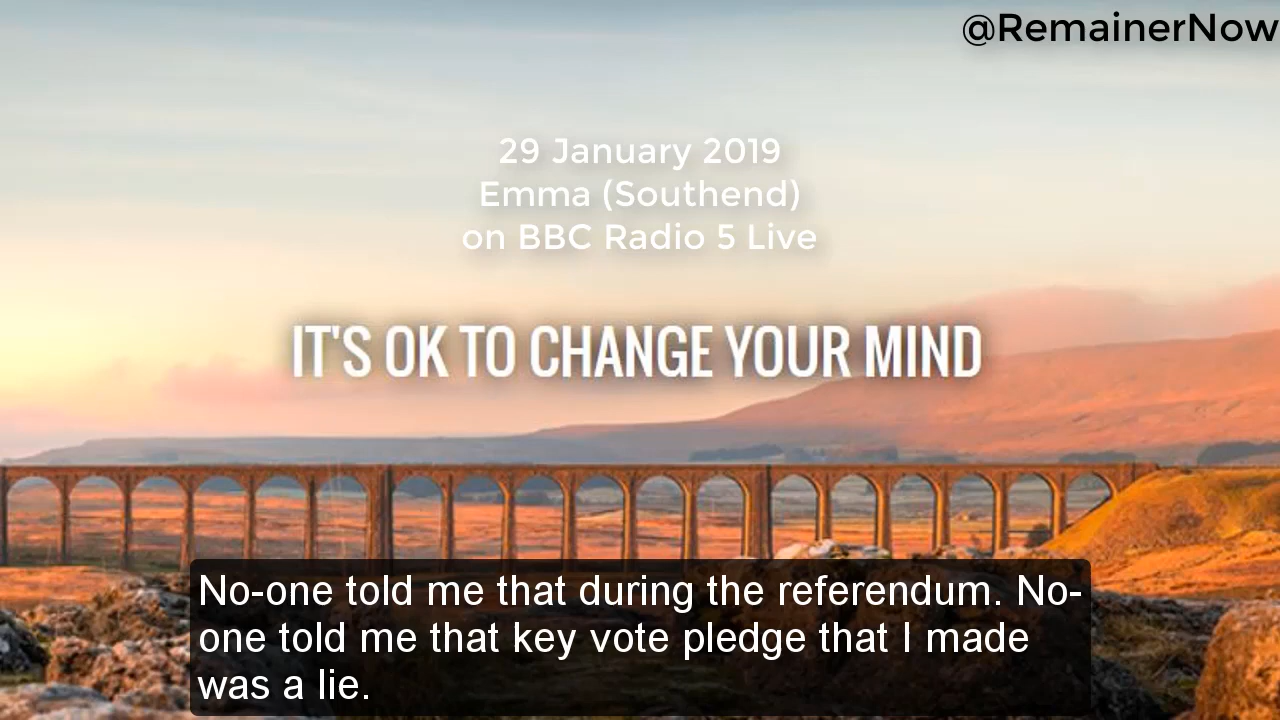 @RemainerNow
29 January 2019
Emma (Southend)
on BBC Radio 5 Live
IT'S OK TO CHANGE YOUR MIND
No-one told me that during the referendum. No-
one told me that key vote pledge that I made
was a lie.